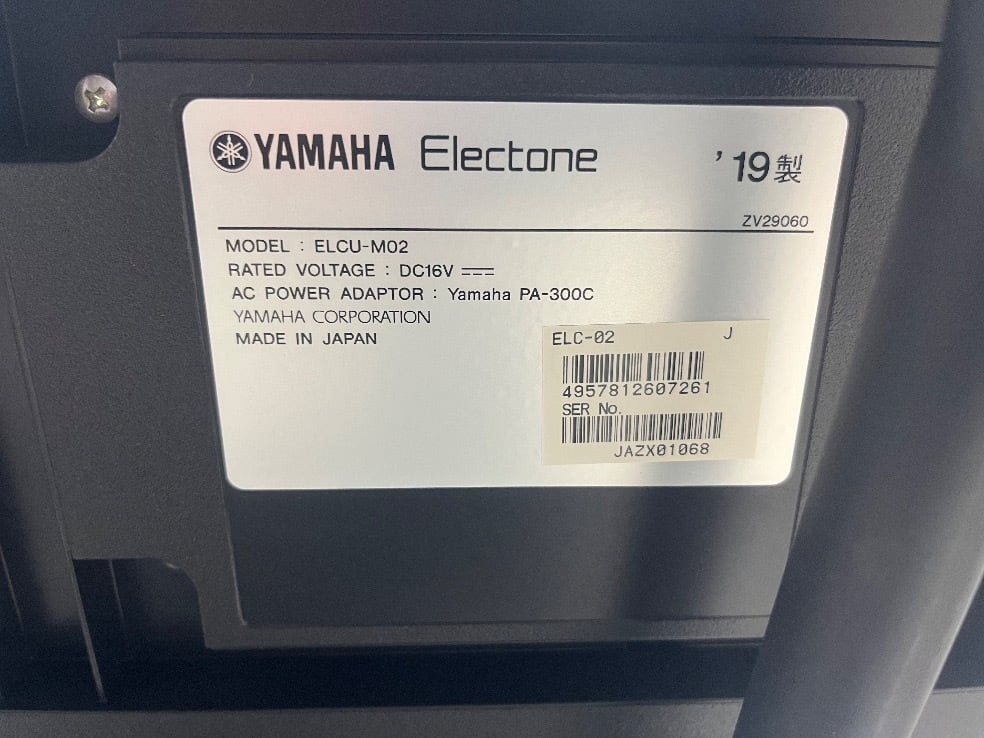 YAMAHA Electone '19製
ZV29060
MODEL : ELCU-M02
RATED VOLTAGE : DC16V ⎓
AC POWER ADAPTOR : Yamaha PA-300C
YAMAHA CORPORATION
MADE IN JAPAN
ELC-02 J
4957812607261
SER No.
JAZX01068